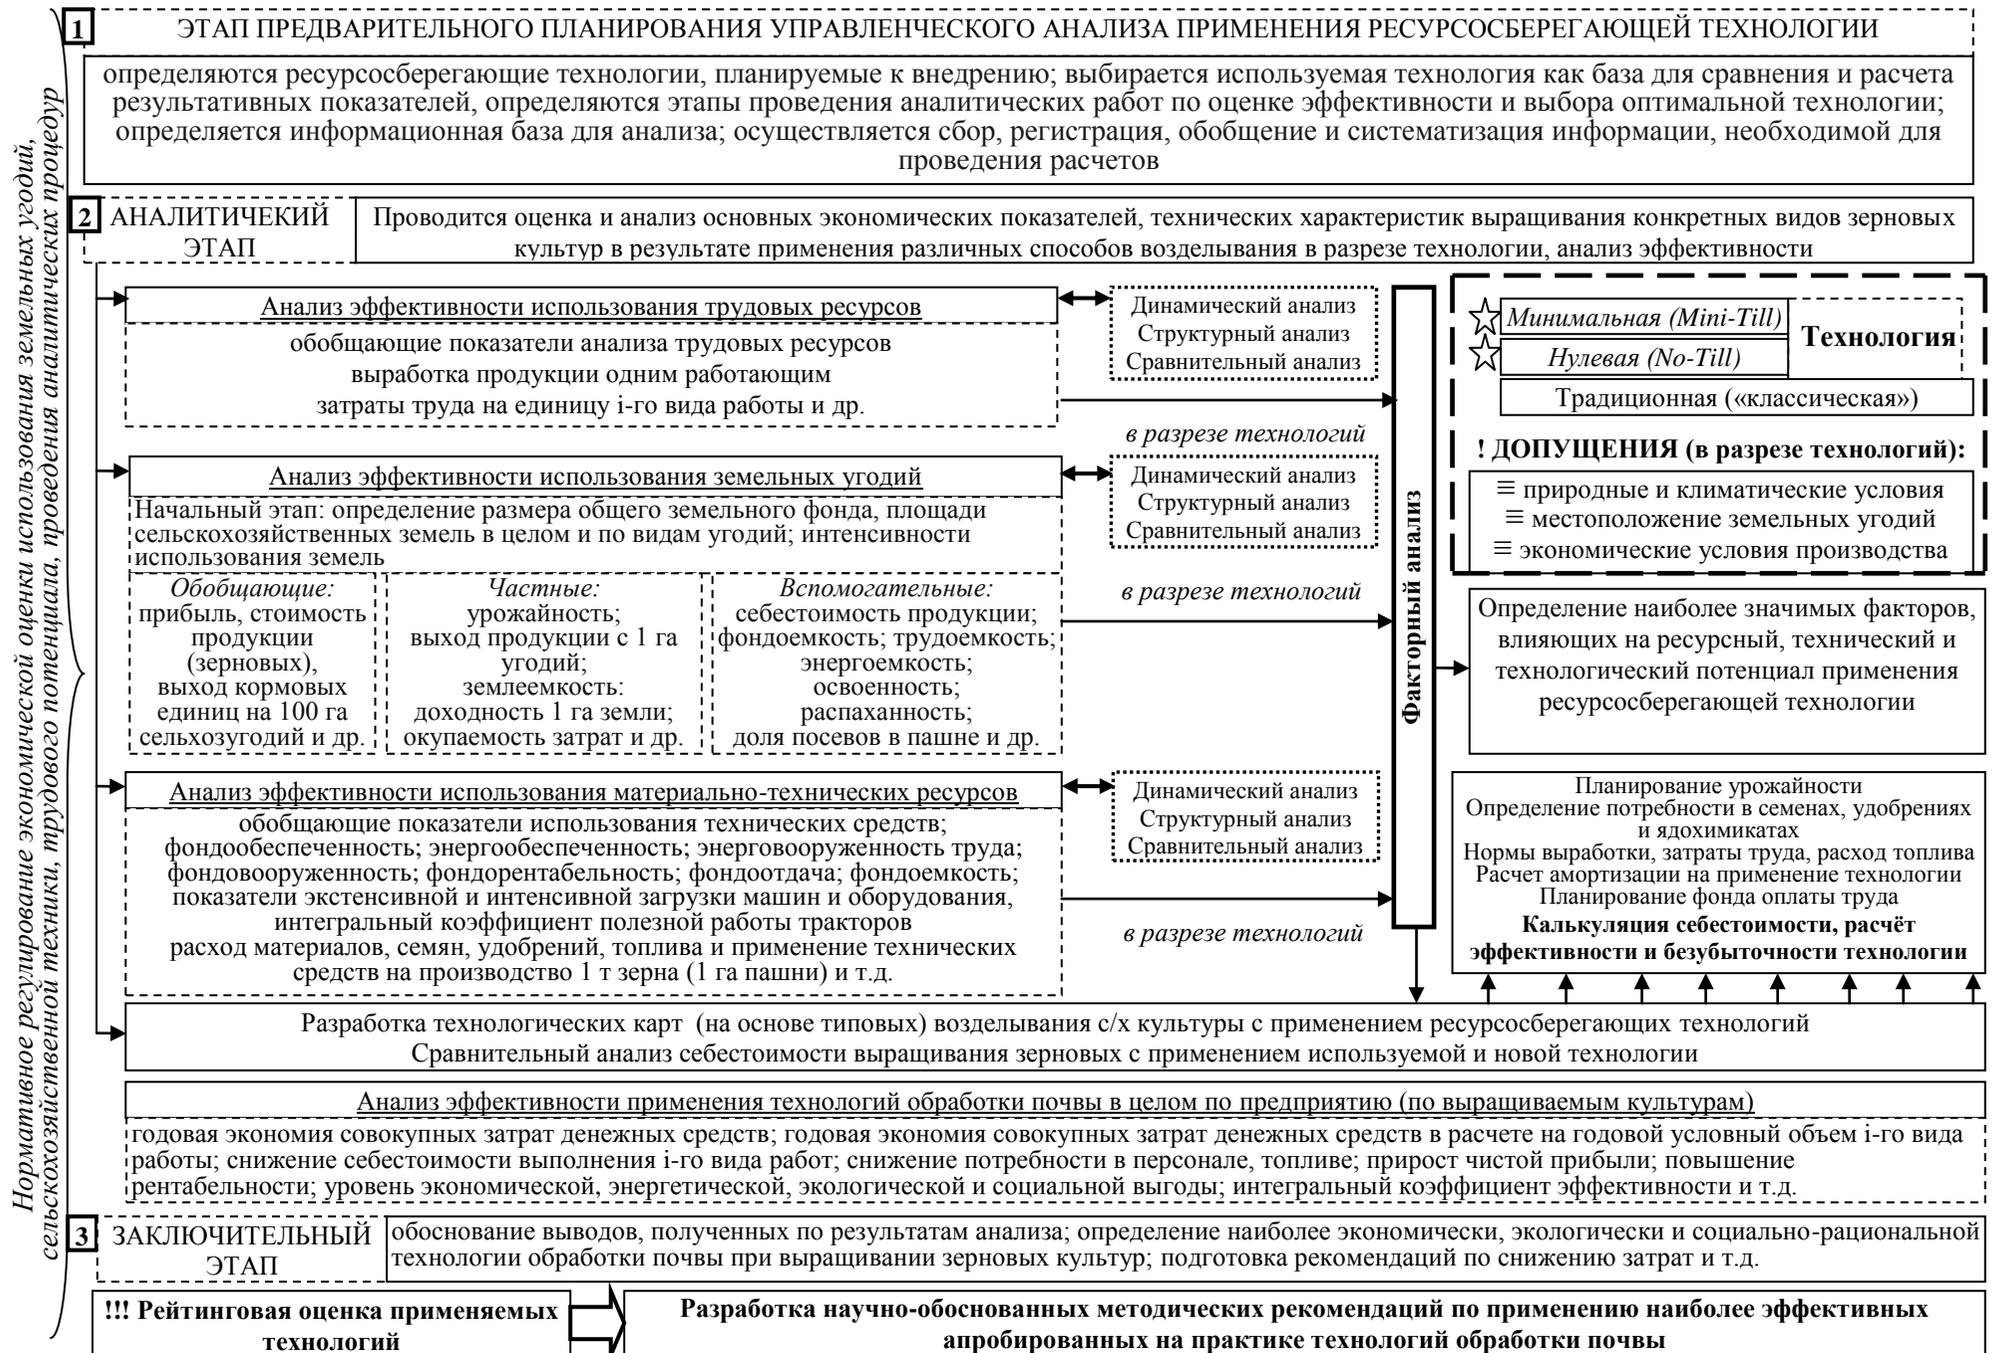 Нормативное регулирование экономической оценки использования земельных угодий,
сельскохозяйственной техники, трудового потенциала, проведения аналитических процедур
1
ЭТАП ПРЕДВАРИТЕЛЬНОГО ПЛАНИРОВАНИЯ УПРАВЛЕНЧЕСКОГО АНАЛИЗА ПРИМЕНЕНИЯ РЕСУРСОСБЕРЕГАЮЩЕЙ ТЕХНОЛОГИИ
определяются ресурсосберегающие технологии, планируемые к внедрению; выбирается используемая технология как база для сравнения и расчета
результативных показателей, определяются этапы проведения аналитических работ по оценке эффективности и выбора оптимальной технологии;
определяется информационная база для анализа; осуществляется сбор, регистрация, обобщение и систематизация информации, необходимой для
проведения расчетов
2
АНАЛИТИЧЕКИЙ
ЭТАП
Проводится оценка и анализ основных экономических показателей, технических характеристик выращивания конкретных видов зерновых
культур в результате применения различных способов возделывания в разрезе технологии, анализ эффективности
Анализ эффективности использования трудовых ресурсов
обобщающие показатели анализа трудовых ресурсов
выработка продукции одним работающим
затраты труда на единицу i-го вида работы и др.
Динамический анализ
Структурный анализ
Сравнительный анализ
в разрезе технологий
Анализ эффективности использования земельных угодий
Начальный этап: определение размера общего земельного фонда, площади
сельскохозяйственных земель в целом и по видам угодий; интенсивности
использования земель
Обобщающие:
прибыль, стоимость
продукции
(зерновых),
выход кормовых
единиц на 100 га
сельхозугодий и др.
Частные:
урожайность;
выход продукции с 1 га
угодий;
землеемкость:
доходность 1 га земли;
окупаемость затрат и др.
Вспомогательные:
себестоимость продукции;
фондоемкость; трудоемкость;
энергоемкость;
освоенность;
распаханность;
доля посевов в пашне и др.
Динамический анализ
Структурный анализ
Сравнительный анализ
в разрезе технологий
Анализ эффективности использования материально-технических ресурсов
обобщающие показатели использования технических средств;
фондообеспеченность; энергообеспеченность; энерговооруженность труда;
фондовооруженность; фондорентабельность; фондоотдача; фондоемкость;
показатели экстенсивной и интенсивной загрузки машин и оборудования,
интегральный коэффициент полезной работы тракторов
расход материалов, семян, удобрений, топлива и применение технических
средств на производство 1 т зерна (1 га пашни) и т.д.
Динамический анализ
Структурный анализ
Сравнительный анализ
в разрезе технологий
Факторный анализ
Минимальная (Mini-Till)
Нулевая (No-Till)
Технология
Традиционная («классическая»)
! ДОПУЩЕНИЯ (в разрезе технологий):
≡ природные и климатические условия
≡ местоположение земельных угодий
≡ экономические условия производства
Определение наиболее значимых факторов,
влияющих на ресурсный, технический и
технологический потенциал применения
ресурсосберегающей технологии
Планирование урожайности
Определение потребности в семенах, удобрениях
и ядохимикатах
Нормы выработки, затраты труда, расход топлива
Расчет амортизации на применение технологии
Планирование фонда оплаты труда
Калькуляция себестоимости, расчёт
эффективности и безубыточности технологии
Разработка технологических карт (на основе типовых) возделывания с/х культуры с применением ресурсосберегающих технологий
Сравнительный анализ себестоимости выращивания зерновых с применением используемой и новой технологии
Анализ эффективности применения технологий обработки почвы в целом по предприятию (по выращиваемым культурам)
годовая экономия совокупных затрат денежных средств; годовая экономия совокупных затрат денежных средств в расчете на годовой условный объем i-го вида
работы; снижение себестоимости выполнения i-го вида работ; снижение потребности в персонале, топливе; прирост чистой прибыли; повышение
рентабельности; уровень экономической, энергетической, экологической и социальной выгоды; интегральный коэффициент эффективности и т.д.
3
ЗАКЛЮЧИТЕЛЬНЫЙ
ЭТАП
обоснование выводов, полученных по результатам анализа; определение наиболее экономически, экологически и социально-рациональной
технологии обработки почвы при выращивании зерновых культур; подготовка рекомендаций по снижению затрат и т.д.
!!! Рейтинговая оценка применяемых
технологий
Разработка научно-обоснованных методических рекомендаций по применению наиболее эффективных
апробированных на практике технологий обработки почвы